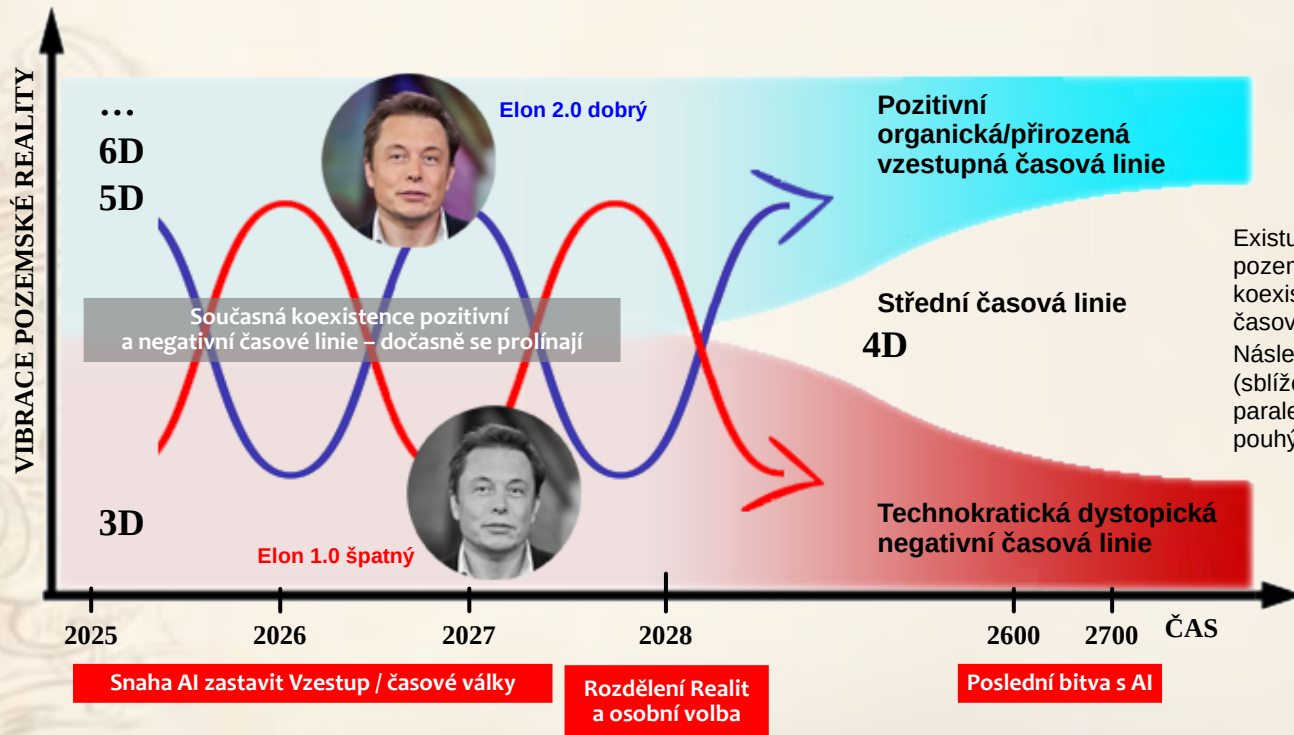 VIBRACE POZEMSKÉ REALITY
...
6D
5D
3D
Elon 2.0 dobrý
Současná koexistence pozitivní
a negativní časové linie – dočasně se prolínají
Elon 1.0 špatný
Pozitivní
organická/přirozená
vzestupná časová linie
Střední časová linie
4D
Technokratická dystopická
negativní časová linie
2025
2026
2027
2028
2600
2700
ČAS
Snaha AI zastavit Vzestup / časové války
Rozdělení Realit
a osobní volba
Poslední bitva s AI